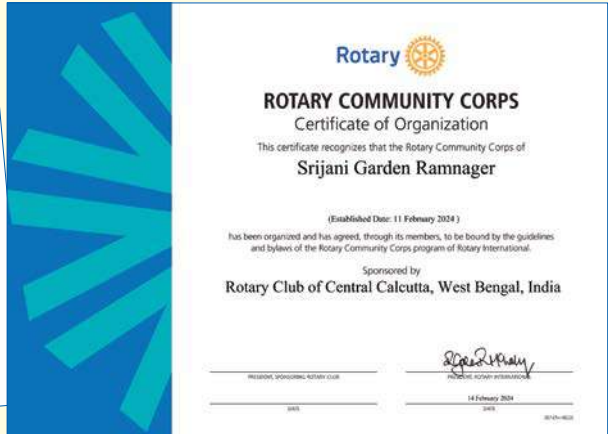 Rotary
ROTARY COMMUNITY CORPS
Certificate of Organization
This certificate recognizes that the Rotary Community Corps of
Srijani Garden Ramnager
(Established Date: 11 February 2024 )
has been organized and has agreed, through its members, to be bound by the guidelines
and bylaws of the Rotary Community Corps program of Rotary International.
Sponsored by
Rotary Club of Central Calcutta, West Bengal, India
PRESIDENT, SPONSORING ROTARY CLUB
PRESIDENT, ROTARY INTERNATIONAL
14 February 2024
DATE
DATE